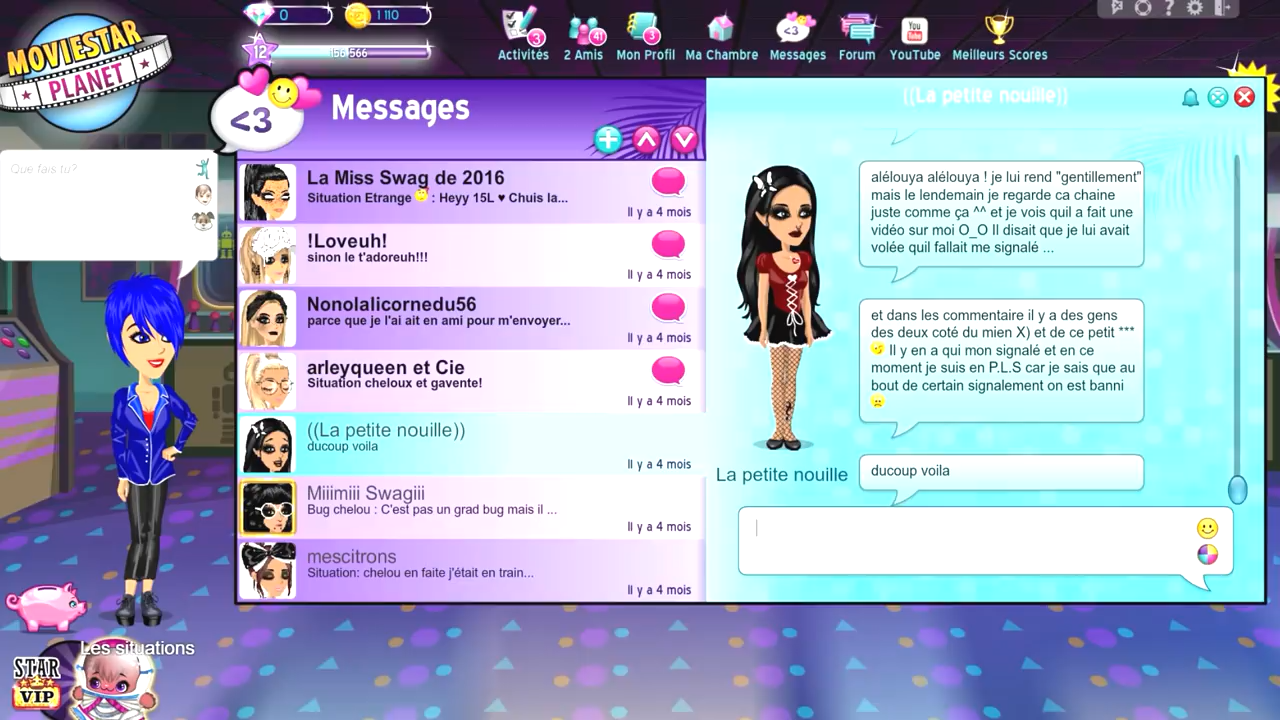 MOVIESTAR
PLANET
0
1 110
12
156 566
3
Activités
41
2 Amis
3
Mon Profil
Ma Chambre
<3
Messages
Forum
You
Tube
YouTube
Meilleurs Scores
Que fais tu?
<3
Messages
La Miss Swag de 2016
Situation Etrange 😏 : Heyy 15L ♥ Chuis la...
Il y a 4 mois
!Loveuh!
sinon le t'adoreuh!!!
Il y a 4 mois
Nonolalicornedu56
parce que je l'ai ait en ami pour m'envoyer...
Il y a 4 mois
arleyqueen et Cie
Situation cheloux et gavente!
Il y a 4 mois
((La petite nouille))
ducoup voila
Il y a 4 mois
Miiimiii Swagiii
Bug chelou : C'est pas un grad bug mais il ...
Il y a 4 mois
mescitrons
Situation: chelou en faite j'était en train...
Il y a 4 mois
((La petite nouille))
alélouya alélouya ! je lui rend "gentillement"
mais le lendemain je regarde ca chaine
juste comme ça ^^ et je vois quil a fait une
vidéo sur moi O_O Il disait que je lui avait
volée quil fallait me signalé ...
et dans les commentaire il y a des gens
des deux coté du mien X) et de ce petit ***
😏 Il y en a qui mon signalé et en ce
moment je suis en P.L.S car je sais que au
bout de certain signalement on est banni
☹
La petite nouille
ducoup voila
Les situations
STAR
VIP